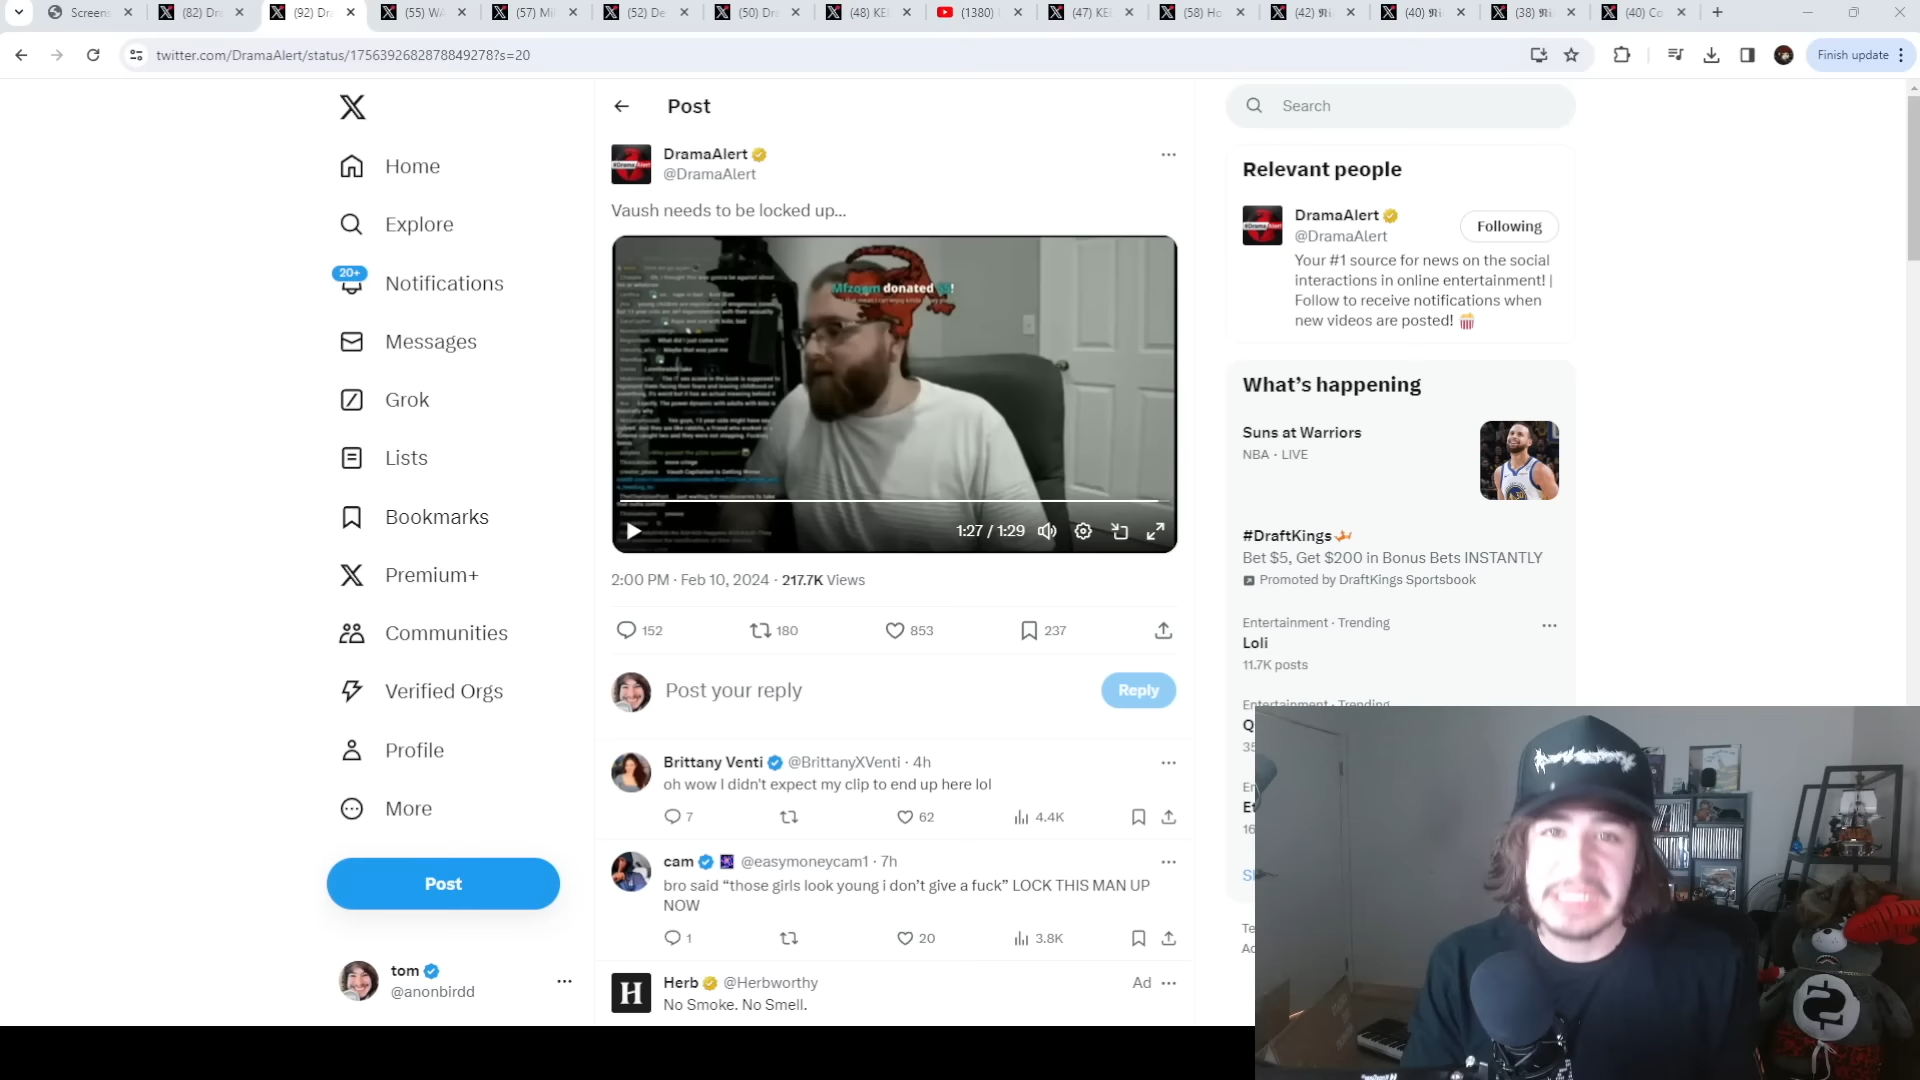 Screens
(82) Dra
(92) Dra
(55) WA
(57) Mi
(52) De
(50) Dra
(48) KEI
(1380)
(47) KEI
(58) Ho
(42)
(40)
(38)
(40) Co
twitter.com/DramaAlert/status/1756392682878849278?s=20
Finish update
Home
Explore
20+
Notifications
Messages
Grok
Lists
Bookmarks
Premium+
Communities
Verified Orgs
Profile
More
Post
tom
@anonbirdd
Post
DramaAlert
@DramaAlert
Vaush needs to be locked up...
Mfzoom donated
1:27 / 1:29
2:00 PM · Feb 10, 2024 · 217.7K Views
152
180
853
237
Post your reply
Reply
Brittany Venti @BrittanyXVenti · 4h
oh wow I didn't expect my clip to end up here lol
7
62
4.4K
cam @easymoneycam1 · 7h
bro said “those girls look young i don’t give a fuck” LOCK THIS MAN UP
NOW
1
20
3.8K
Herb @Herbworthy
Ad
No Smoke. No Smell.
Search
Relevant people
DramaAlert
@DramaAlert
Following
Your #1 source for news on the social
interactions in online entertainment! |
Follow to receive notifications when
new videos are posted! 🍿
What’s happening
Suns at Warriors
NBA · LIVE
#DraftKings
Bet $5, Get $200 in Bonus Bets INSTANTLY
Promoted by DraftKings Sportsbook
Entertainment · Trending
Loli
11.7K posts
Entertainment · Trending